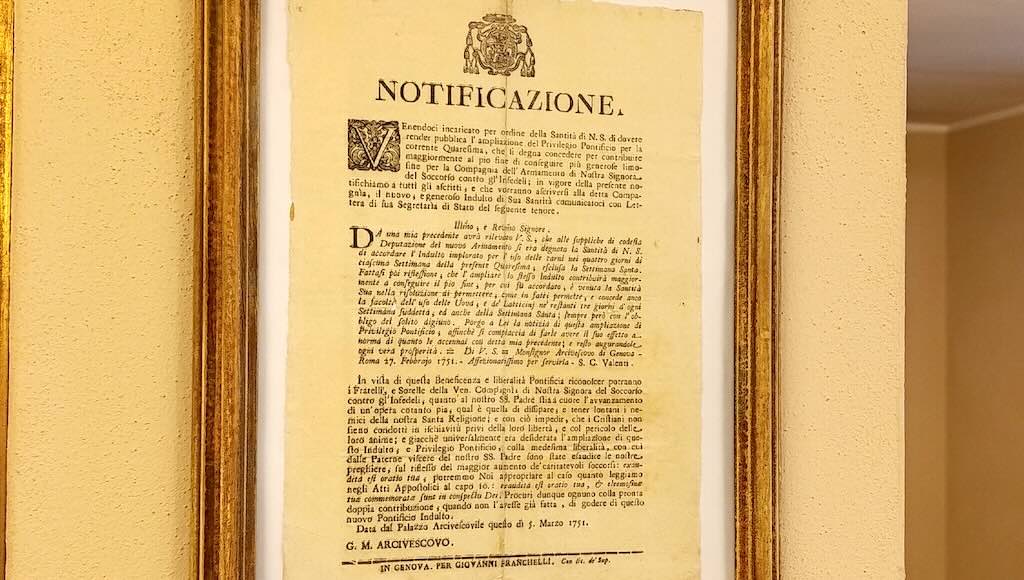 NOTIFICAZIONE.
VEnendoci incaricato per ordine della Santità di N. S. di dovere
render pubblica l'ampliazione del Privilegio Pontificio per la
corrente Quaresima, che si degna concedere per contribuire
maggiormente al pio fine di conseguire più generose limo-
sine per la Compagnia dell'Armamento di Nostra Signora
del Soccorso contro gl'Infedeli; in vigore della presente no-
tifichiamo a tutti gli ascritti, e che vorranno ascriversi alla detta Compa-
gnia, il nuovo, e generoso Indulto di Sua Santità comunicatoci con Let-
tera di sua Segretaria di Stato del seguente tenore.
Illmo, e Revmo Signore.
DA una mia precedente avrà rilevato V. S., che alle suppliche di codesta
Deputazione del nuovo Armamento si era degnata la Santità di N. S.
di accordare l'Indulto implorato per l'uso delle carni nei quattro giorni di
ciascuna Settimana della presente Quaresima, esclusa la Settimana Santa.
Fattasi poi riflessione, che l'ampliare lo stesso Indulto contribuirà maggior-
mente a conseguire il pio fine, per cui fù accordato, è venuta la Santità
Sua nella risoluzione di permettere, come in fatti permette, e concede anco
la facoltà dell'uso delle Uova, e de' Latticinj ne' restanti tre giorni d'ogni
Settimana suddetta, ed anche della Settimana Santa; sempre però con l'ob-
bligo del solito digiuno. Porgo a Lei la notizia di questa ampliazione di
Privilegio Pontificio, affinchè si compiaccia di farle avere il suo effetto a
norma di quanto le accennai con detta mia precedente; e resto augurandole
ogni vera prosperità. = Di V. S. = Monsignor Arcivescovo di Genova -
Roma 27. Febbrajo 1751. - Affezionatissimo per servirla - S. C. Valenti.
In vista di questa Beneficenza e liberalità Pontificia riconoscer potranno
i Fratelli, e Sorelle della Ven. Compagnia di Nostra Signora del Soccorso
contro gl'Infedeli, quanto al nostro SS. Padre stia à cuore l'avvanzamento
di un'opera cotanto pia, qual è quella di dissipare, e tener lontani i ne-
mici della nostra Santa Religione; e con ciò impedir, che i Cristiani non
sieno condotti in ischiavitù privi della loro libertà, e col pericolo delle
loro anime; e giacchè universalmente era desiderata l'ampliazione di que-
sto Indulto, e Privilegio Pontificio, colla medesima liberalità, con cui
dalle Paterne viscere del nostro SS. Padre sono state esaudite le nostre
preghiere, sul riflesso del maggior aumento de' caritatevoli soccorsi: exau-
dita est oratio tua, potremmo Noi appropriare al caso quanto leggiamo
negli Atti Appostolici al capo 10.: exaudita est oratio tua, & eleemosinæ
tuæ commemoratæ sunt in conspectu Dei. Procuri dunque ognuno colla pronta
doppia contribuzione, quando non l'avesse già fatta, di godere di questo
nuovo Pontificio Indulto.
Data dal Palazzo Arcivescovile questo dì 5. Marzo 1751.
G. M. ARCIVESCOVO.
IN GENOVA. PER GIOVANNI FRANCHELLI. Con lic. de' Sup.